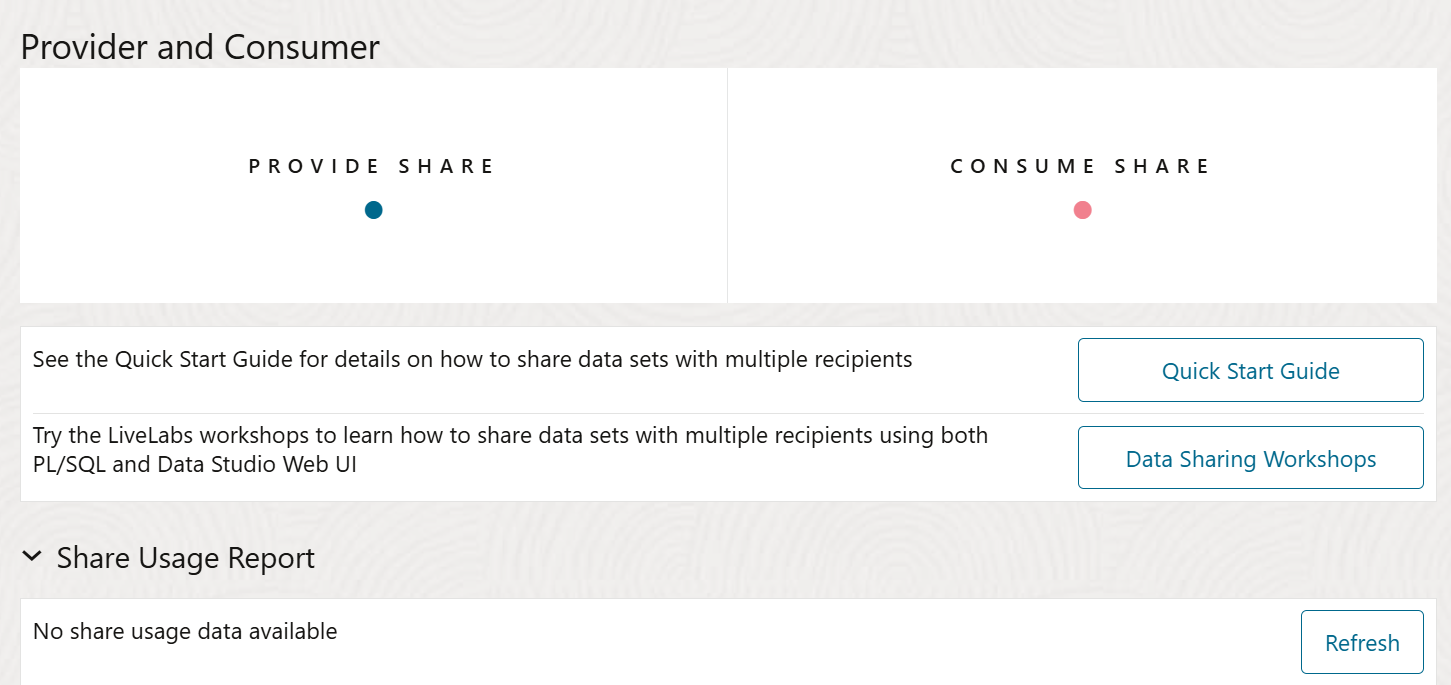 Provider and Consumer
PROVIDE SHARE
CONSUME SHARE
See the Quick Start Guide for details on how to share data sets with multiple recipients
Quick Start Guide
Try the LiveLabs workshops to learn how to share data sets with multiple recipients using both
PL/SQL and Data Studio Web UI
Data Sharing Workshops
Share Usage Report
No share usage data available
Refresh